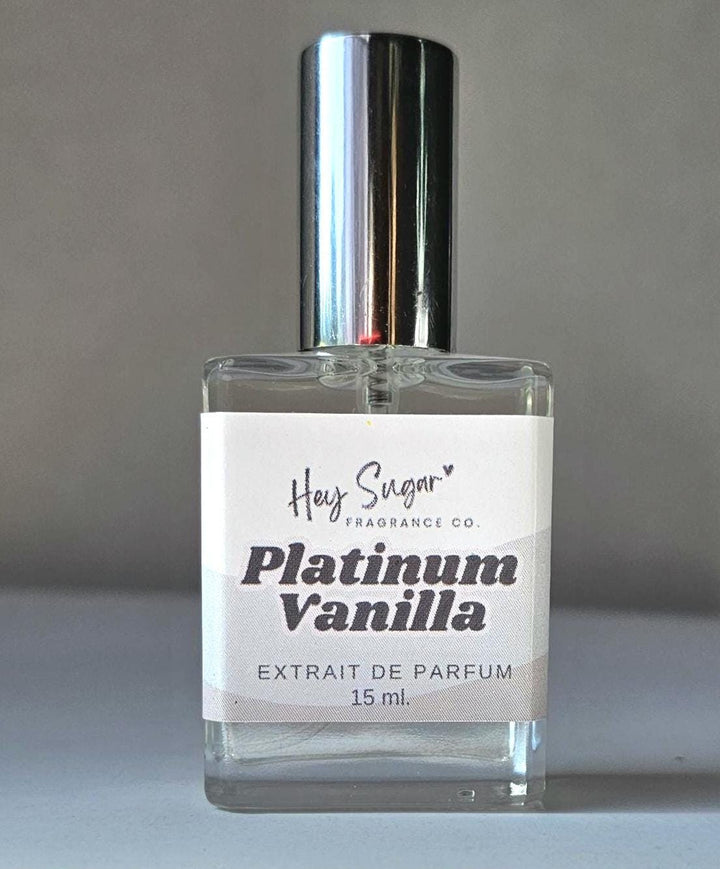 Hey Sugar
FRAGRANCE CO.
Platinum
Vanilla
EXTRAIT DE PARFUM
15 ml.